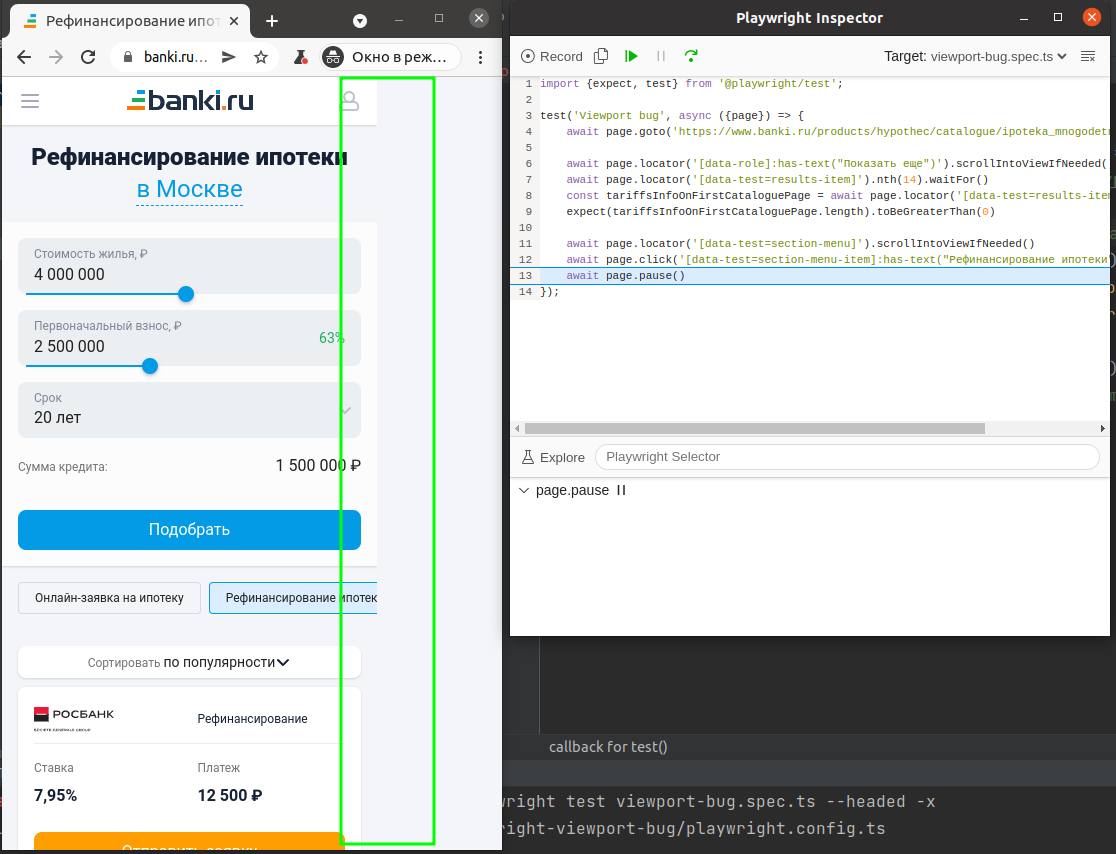 Рефинансирование ипот
banki.ru…
Окно в реж…
banki.ru
Рефинансирование ипотеки
в Москве
Стоимость жилья, ₽
4 000 000
Первоначальный взнос, ₽
2 500 000
63%
Срок
20 лет
Сумма кредита:
1 500 000 ₽
Подобрать
Онлайн-заявка на ипотеку
Рефинансирование ипотек
Сортировать по популярности
РОСБАНК
SOCIETE GENERALE GROUP
Рефинансирование
Ставка
Платеж
7,95%
12 500 ₽
Отправить заявку
Playwright Inspector
Record
Target: viewport-bug.spec.ts
1 import {expect, test} from '@playwright/test';
2
3 test('Viewport bug', async ({page}) => {
4 await page.goto('https://www.banki.ru/products/hypothec/catalogue/ipoteka_mnogodet
5
6 await page.locator('[data-role]:has-text("Показать еще")').scrollIntoViewIfNeeded(
7 await page.locator('[data-test=results-item]').nth(14).waitFor()
8 const tariffsInfoOnFirstCataloguePage = await page.locator('[data-test=results-item
9 expect(tariffsInfoOnFirstCataloguePage.length).toBeGreaterThan(0)
10
11 await page.locator('[data-test=section-menu]').scrollIntoViewIfNeeded()
12 await page.click('[data-test=section-menu-item]:has-text("Рефинансирование ипотеки
13 await page.pause()
14 });
Explore
Playwright Selector
page.pause
callback for test()
wright test viewport-bug.spec.ts --headed -x
right-viewport-bug/playwright.config.ts